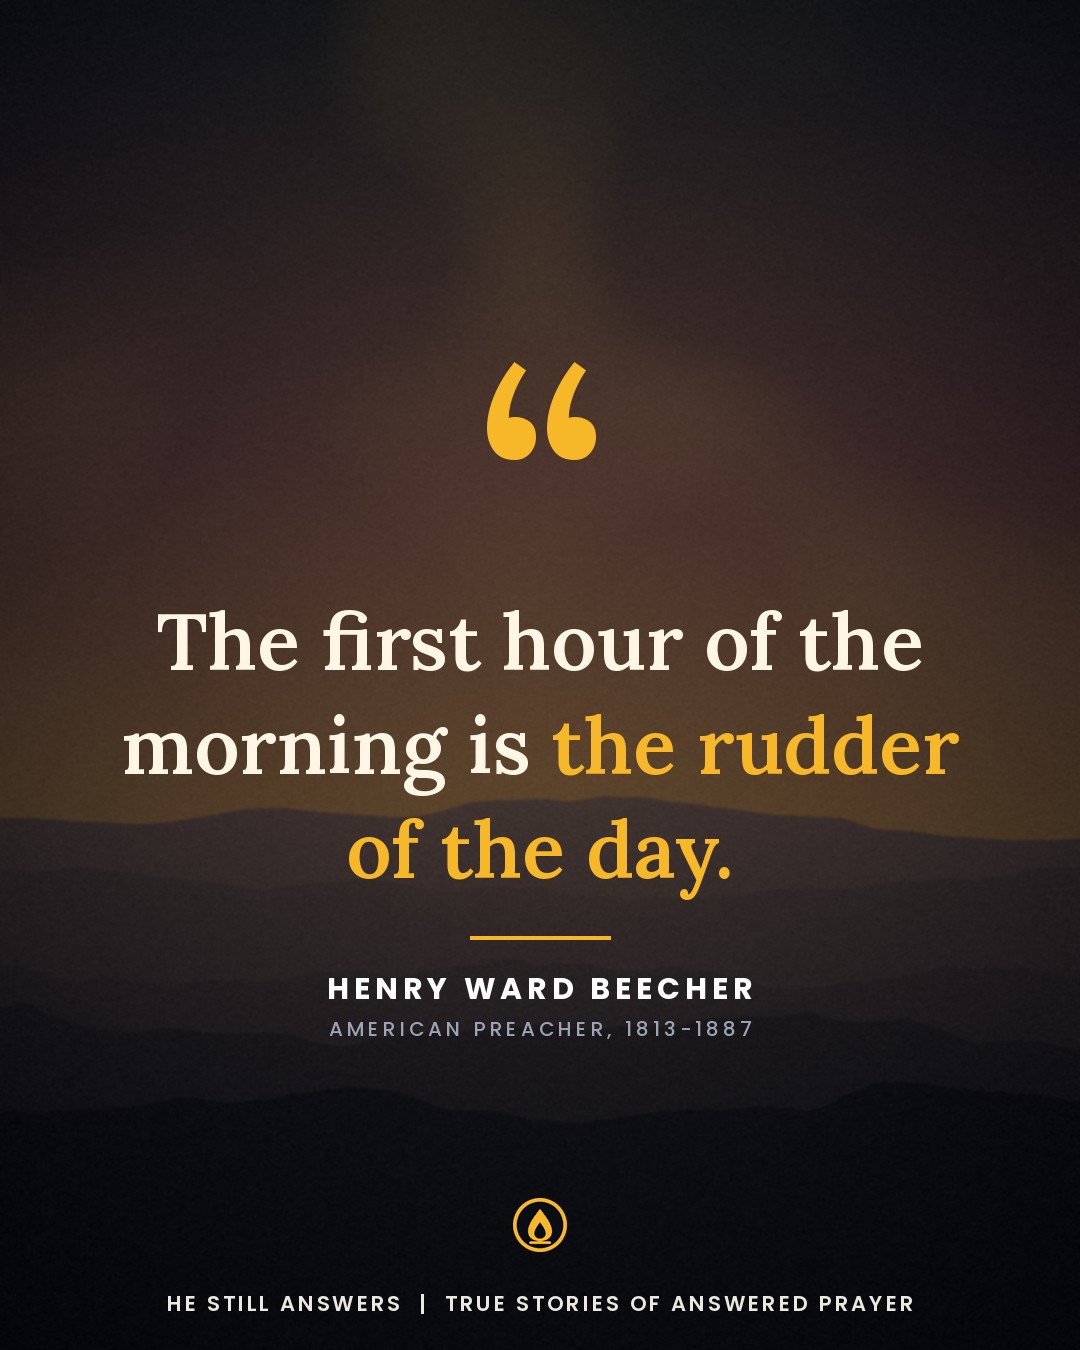 “
The first hour of the
morning is the rudder
of the day.
HENRY WARD BEECHER
AMERICAN PREACHER, 1813-1887
HE STILL ANSWERS | TRUE STORIES OF ANSWERED PRAYER